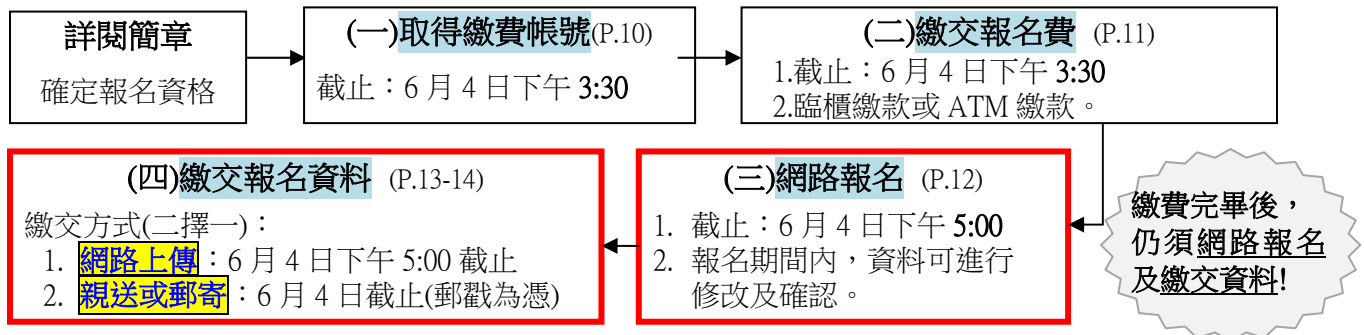 詳閱簡章
確定報名資格
(一)取得繳費帳號(P.10)
截止：6 月 4 日下午 3:30
(二)繳交報名費 (P.11)
1.截止：6 月 4 日下午 3:30
2.臨櫃繳款或 ATM 繳款。
(三)網路報名 (P.12)
1. 截止：6 月 4 日下午 5:00
2. 報名期間內，資料可進行
修改及確認。
(四)繳交報名資料 (P.13-14)
繳交方式(二擇一)：
1. 網路上傳：6 月 4 日下午 5:00 截止
2. 親送或郵寄：6 月 4 日截止(郵戳為憑)
繳費完畢後，
仍須網路報名
及繳交資料!